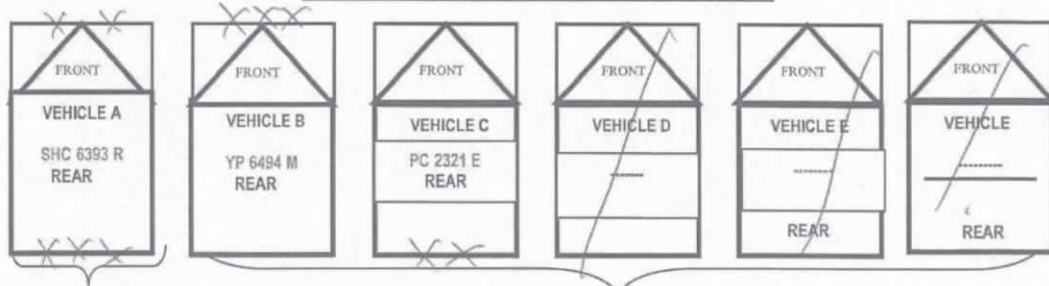 FRONT FRONT FRONT FRONT FRONT FRONT
VEHICLE A VEHICLE B VEHICLE C VEHICLE D VEHICLE E VEHICLE
SHC 6393 R YP 6494 M PC 2321 E ------ ------ ------
REAR REAR REAR
REAR REAR